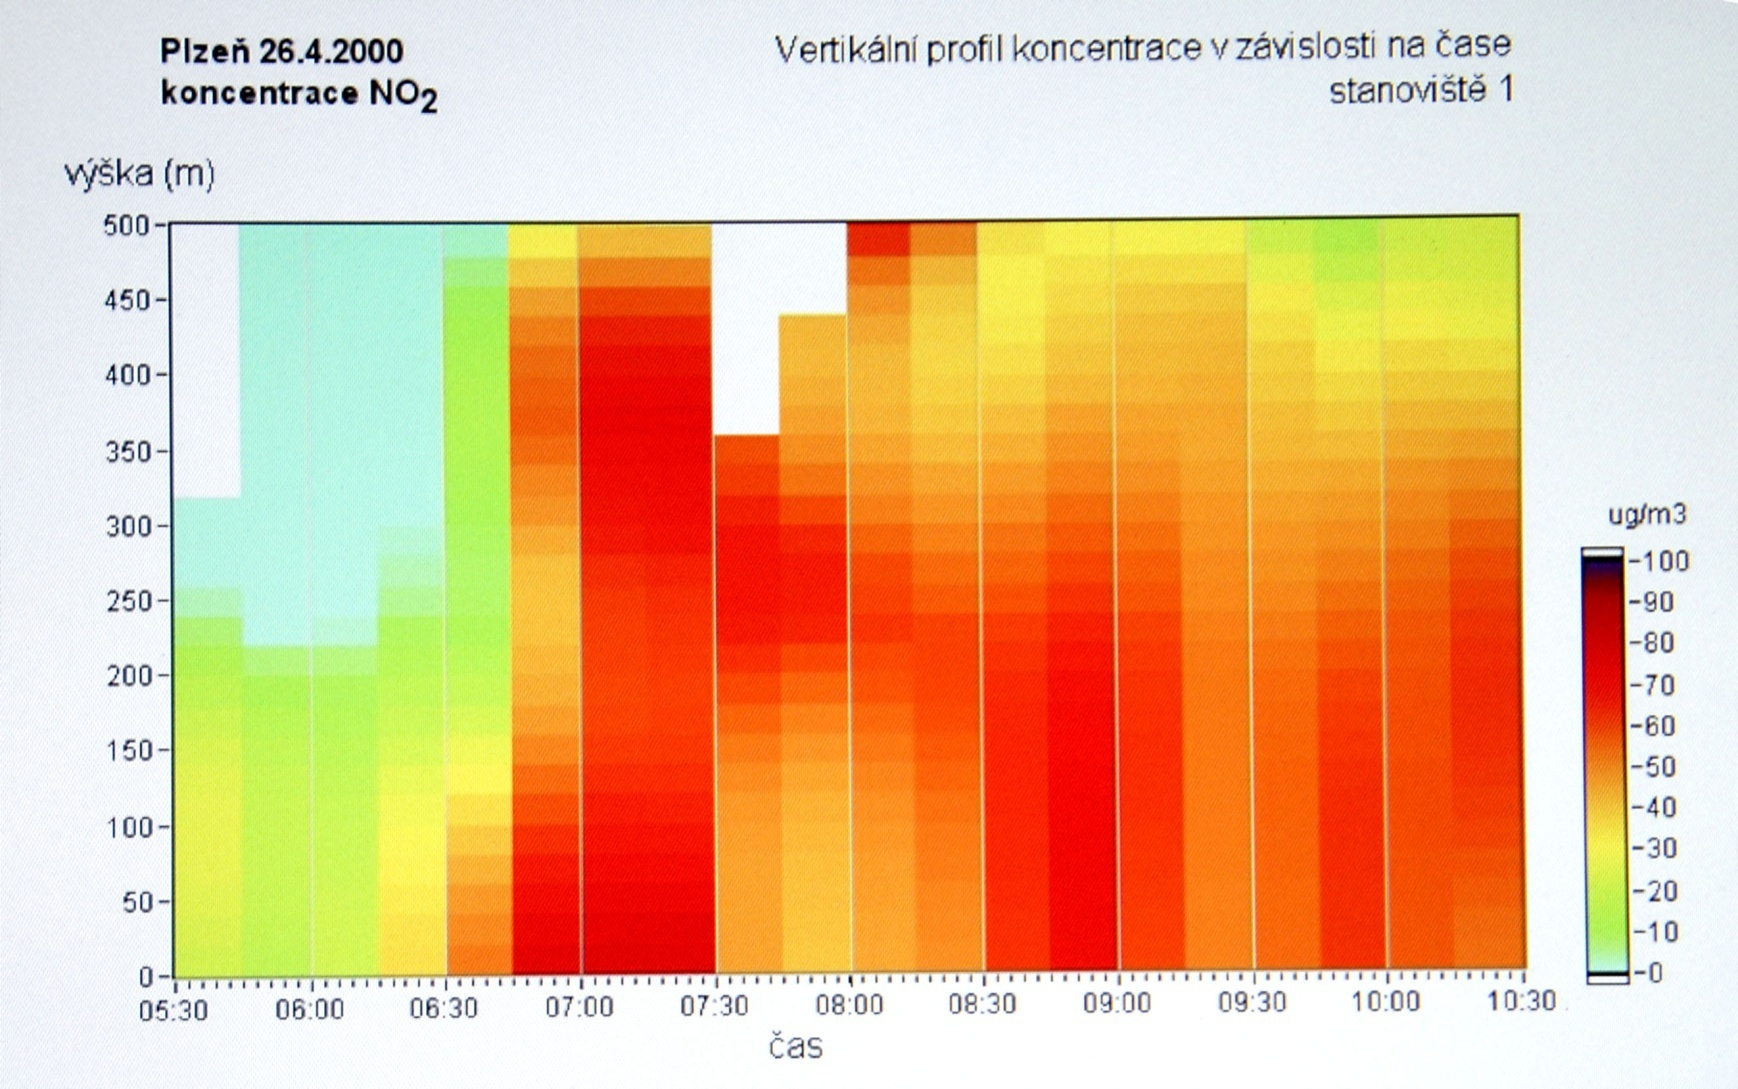 Plzeň 26.4.2000
koncentrace NO2
Vertikální profil koncentrace v závislosti na čase
stanoviště 1
výška (m)
500
450
400
350
300
250
200
150
100
50
0
05:30 06:00 06:30 07:00 07:30 08:00 08:30 09:00 09:30 10:00 10:30
čas
ug/m3
100
90
80
70
60
50
40
30
20
10
0